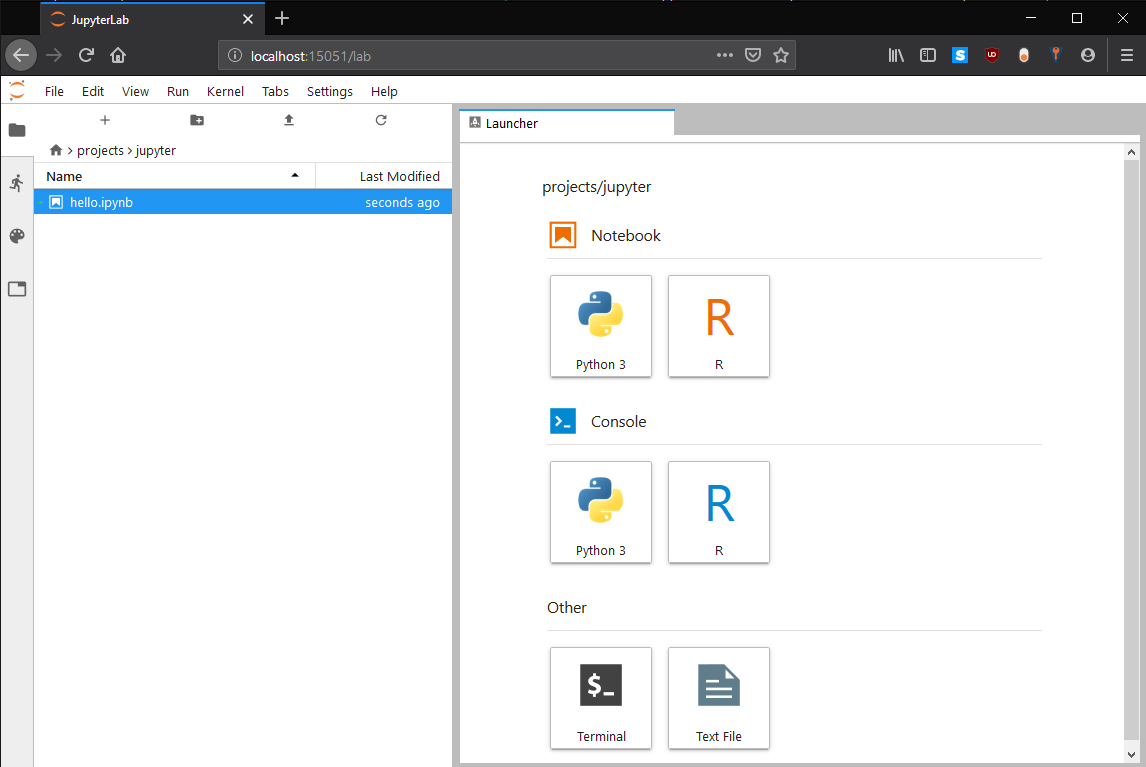 JupyterLab
localhost:15051/lab
S
File Edit View Run Kernel Tabs Settings Help
projects > jupyter
Name Last Modified
hello.ipynb seconds ago
Launcher
projects/jupyter
Notebook
Python 3
R
R
Console
>_
Python 3
R
R
Other
$_
Terminal
Text File